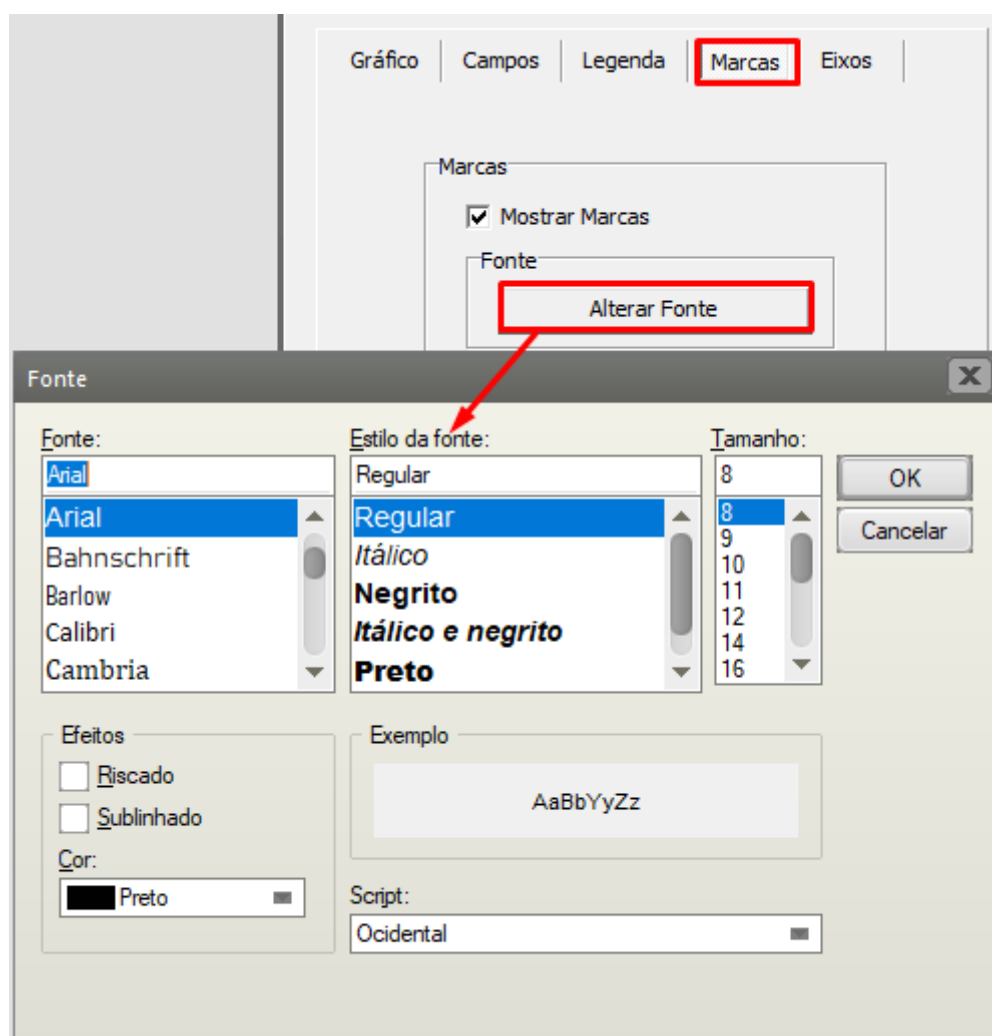 Gráfico Campos Legenda Marcas Eixos
Marcas
Mostrar Marcas
Fonte
Alterar Fonte
Fonte
Fonte: Estilo da fonte: Tamanho:
Arial Regular 8 OK
Arial Regular 8 Cancelar
Bahnschrift Itálico 9
Barlow Negrito 10
Calibri Itálico e negrito 11
Cambria Preto 12
14
16
Efeitos Exemplo
Riscado
Sublinhado AaBbYyZz
Cor:
Preto Script:
Ocidental